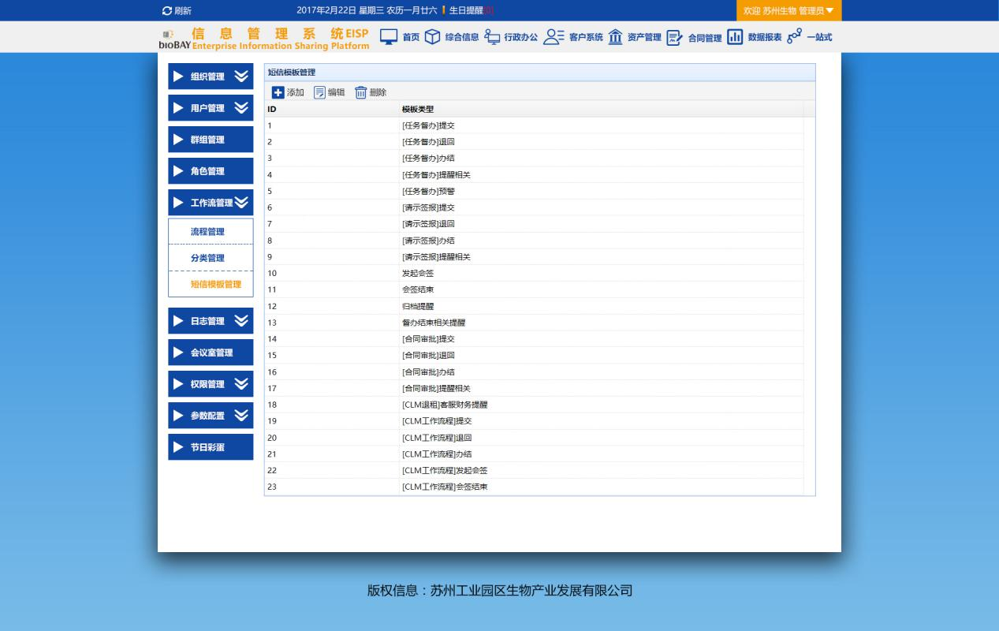 刷新
2017年2月22日 星期三 农历一月廿六 生日提醒[0]
欢迎 苏州生物 管理员
bioBAY
信息管理系统EISP
Enterprise Information Sharing Platform
首页 综合信息 行政办公 客户系统 资产管理 合同管理 数据报表 一站式
组织管理
用户管理
群组管理
角色管理
工作流管理
流程管理
分类管理
短信模板管理
日志管理
会议室管理
权限管理
参数配置
节日彩蛋
短信模板管理
添加 编辑 删除
ID 模板类型
1 [任务督办]提交
2 [任务督办]退回
3 [任务督办]办结
4 [任务督办]提醒相关
5 [任务督办]预警
6 [请示签报]提交
7 [请示签报]退回
8 [请示签报]办结
9 [请示签报]提醒相关
10 发起会签
11 会签结束
12 归档提醒
13 督办结束相关提醒
14 [合同审批]提交
15 [合同审批]退回
16 [合同审批]办结
17 [合同审批]提醒相关
18 [CLM退租]客服财务提醒
19 [CLM工作流程]提交
20 [CLM工作流程]退回
21 [CLM工作流程]办结
22 [CLM工作流程]发起会签
23 [CLM工作流程]会签结束
版权信息：苏州工业园区生物产业发展有限公司